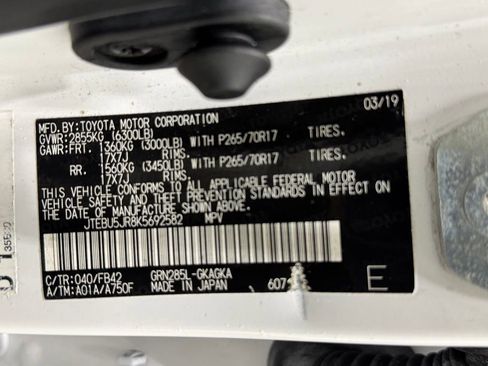 03/19
MFD.BY:TOYOTA MOTOR CORPORATION
GVWR:2855KG (6300LB)
GAWR:FRT. 1360KG (3000LB) WITH P265/70R17 TIRES.
17X7J RIMS.
RR. 1560KG (3450LB) WITH P265/70R17 TIRES.
17X7J RIMS.
THIS VEHICLE CONFORMS TO ALL APPLICABLE FEDERAL MOTOR
VEHICLE SAFETY AND THEFT PREVENTION STANDARDS IN EFFECT ON
THE DATE OF MANUFACTURE SHOWN ABOVE.
JTEBU5JR8K5692582 MPV
C/TR:040/FB42 GRN285L-GKAGKA
A/TM:A01A/A750F MADE IN JAPAN 607 E